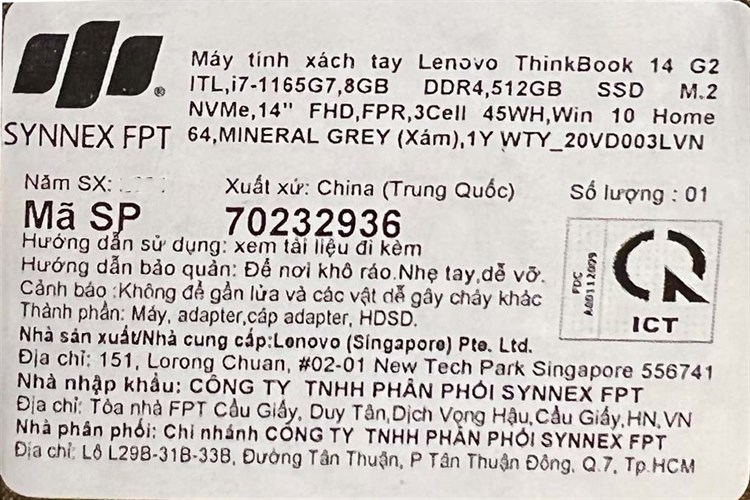 SYNNEX FPT
Máy tính xách tay Lenovo ThinkBook 14 G2
ITL,i7-1165G7,8GB DDR4,512GB SSD M.2
NVMe,14" FHD,FPR,3Cell 45WH,Win 10 Home
64,MINERAL GREY (Xám),1Y WTY_20VD003LVN
Năm SX:
Xuất xứ: China (Trung Quốc)
Số lượng : 01
Mã SP 70232936
Hướng dẫn sử dụng: xem tài liệu đi kèm
Hướng dẫn bảo quản: Để nơi khô ráo.Nhẹ tay,dễ vỡ.
Cảnh báo :Không để gần lửa và các vật dễ gây cháy khác
Thành phần: Máy, adapter,cáp adapter, HDSD.
FDC
A0011 2009
ICT
Nhà sản xuất/Nhà cung cấp:Lenovo (Singapore) Pte. Ltd.
Địa chỉ: 151, Lorong Chuan, #02-01 New Tech Park Singapore 556741
Nhà nhập khẩu: CÔNG TY TNHH PHÂN PHỐI SYNNEX FPT
Địa chỉ: Tòa nhà FPT Cầu Giấy, Duy Tân,Dịch Vọng Hậu,Cầu Giấy,HN,VN
Nhà phân phối: Chi nhánh CÔNG TY TNHH PHÂN PHỐI SYNNEX FPT
Địa chỉ: Lô L29B-31B-33B, Đường Tân Thuận, P Tân Thuận Đông, Q.7, Tp.HCM